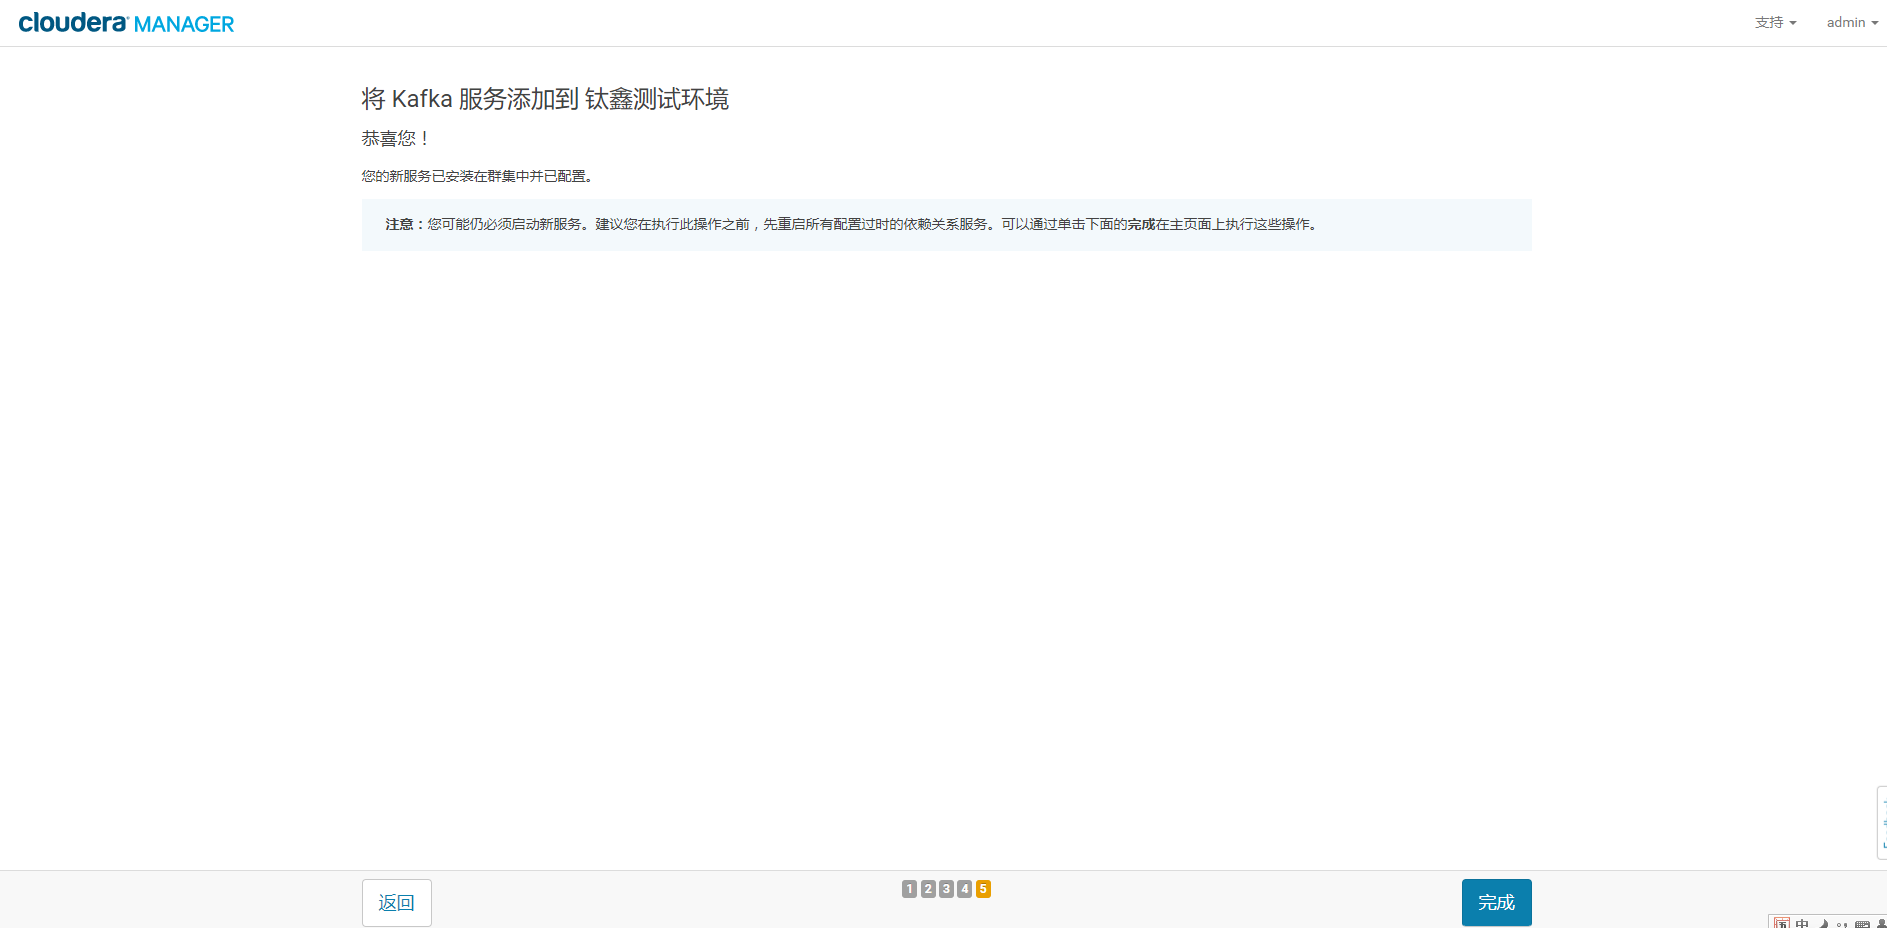 cloudera MANAGER
支持 admin
将 Kafka 服务添加到 钛鑫测试环境
恭喜您！
您的新服务已安装在群集中并已配置。
注意：您可能仍必须启动新服务。建议您在执行此操作之前，先重启所有配置过时的依赖关系服务。可以通过单击下面的完成在主页面上执行这些操作。
返回 1 2 3 4 5 完成
中